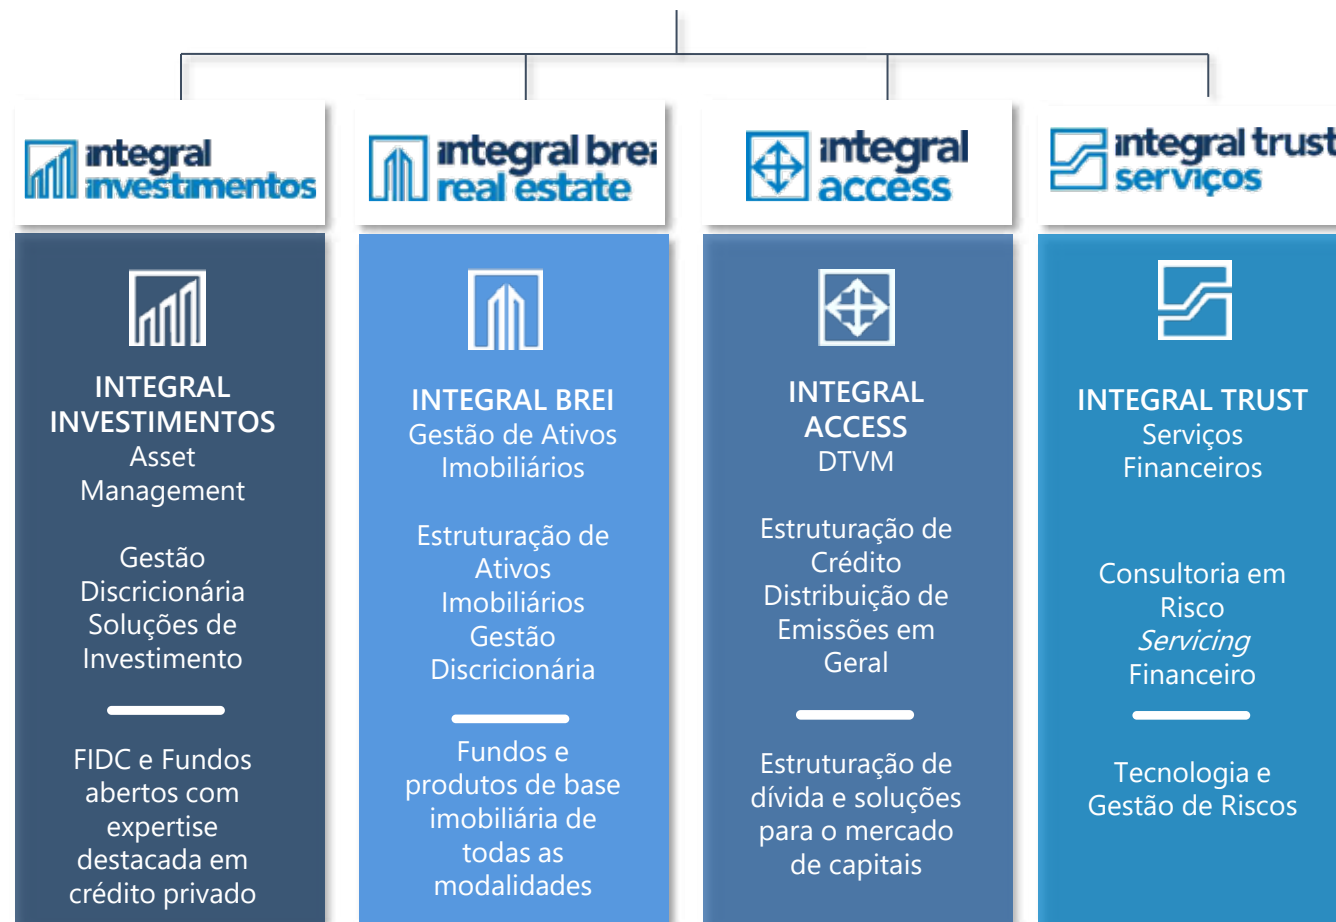 integral
investimentos
integral brei
real estate
integral
access
integral trust
serviços
INTEGRAL
INVESTIMENTOS
Asset
Management
Gestão
Discricionária
Soluções de
Investimento
FIDC e Fundos
abertos com
expertise
destacada em
crédito privado
INTEGRAL BREI
Gestão de Ativos
Imobiliários
Estruturação de
Ativos
Imobiliários
Gestão
Discricionária
Fundos e
produtos de base
imobiliária de
todas as
modalidades
INTEGRAL
ACCESS
DTVM
Estruturação de
Crédito
Distribuição de
Emissões em
Geral
Estruturação de
dívida e soluções
para o mercado
de capitais
INTEGRAL TRUST
Serviços
Financeiros
Consultoria em
Risco
Servicing
Financeiro
Tecnologia e
Gestão de Riscos